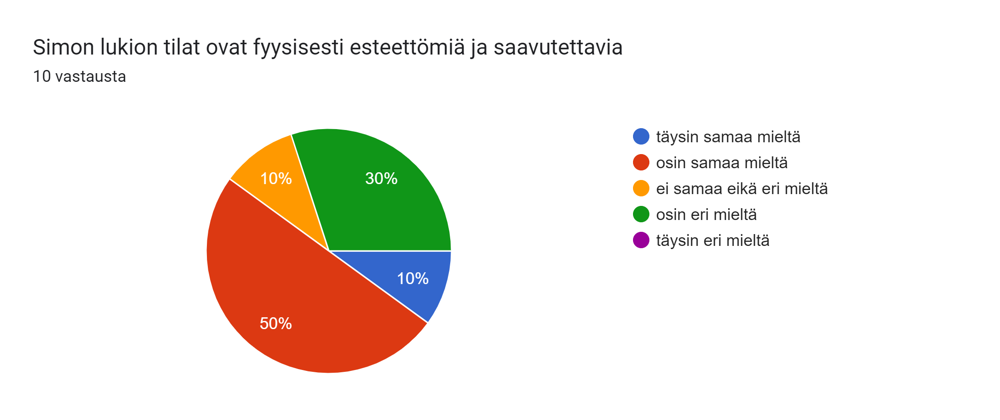 Simon lukion tilat ovat fyysisesti esteettömiä ja saavutettavia
10 vastausta
täysin samaa mieltä
osin samaa mieltä
ei samaa eikä eri mieltä
osin eri mieltä
täysin eri mieltä
10%
30%
10%
50%